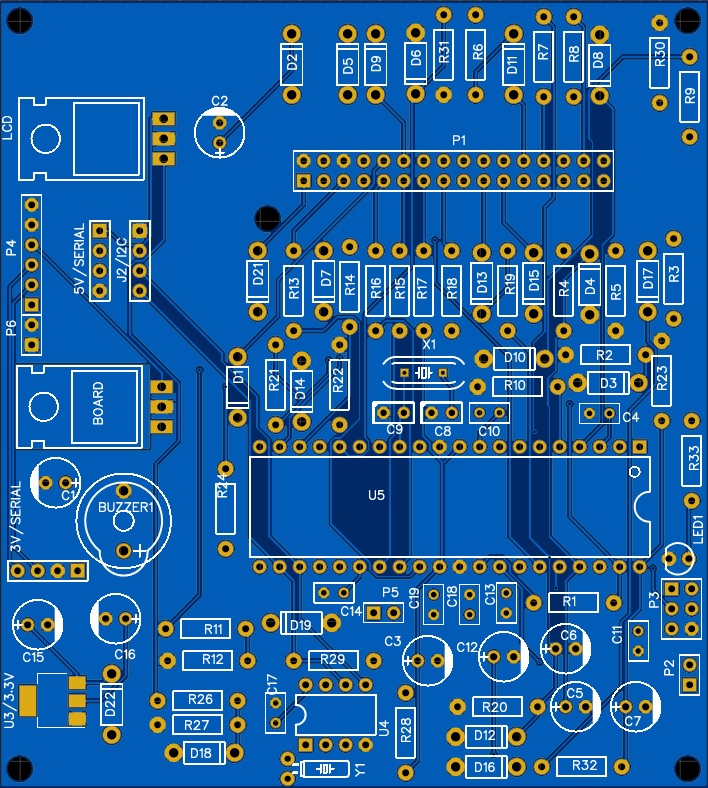 D2
D5
D9
D6
R31
R6
D11
R7
R8
D8
R30
R9
LCD
C2
P1
P4
5V/SERIAL
J2/I2C
D21
R13
D7
R14
R16
R15
R17
R18
D13
R19
D15
R4
D4
R5
D17
R3
P6
X1
D10
R2
D1
R21
D14
R22
R10
D3
R23
BOARD
C9
C8
C10
C4
C1
R24
U5
R33
BUZZER1
3V/SERIAL
LED1
C14
P5
C19
C18
C13
R1
P3
C15
C16
R11
D19
C3
C12
C6
C11
R12
R29
P2
U3/3.3V
D22
R26
C17
U4
R28
R20
C5
C7
R27
D18
D12
Y1
D16
R32